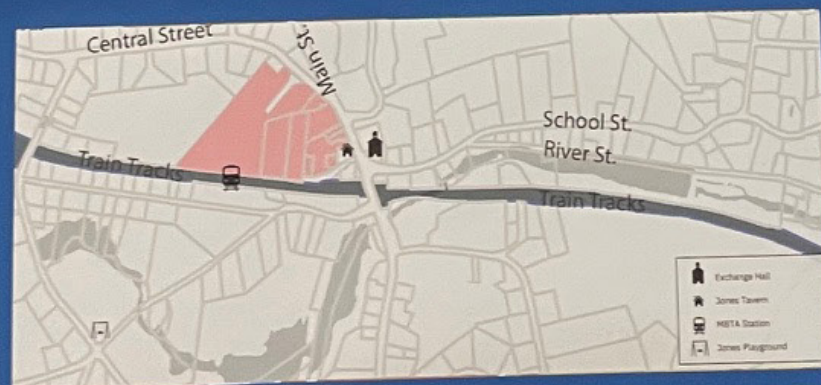 Central Street
Main St.
School St.
River St.
Train Tracks
Train Tracks
Exchange Hall
Jones Tavern
MBTA Station
Jones Playground